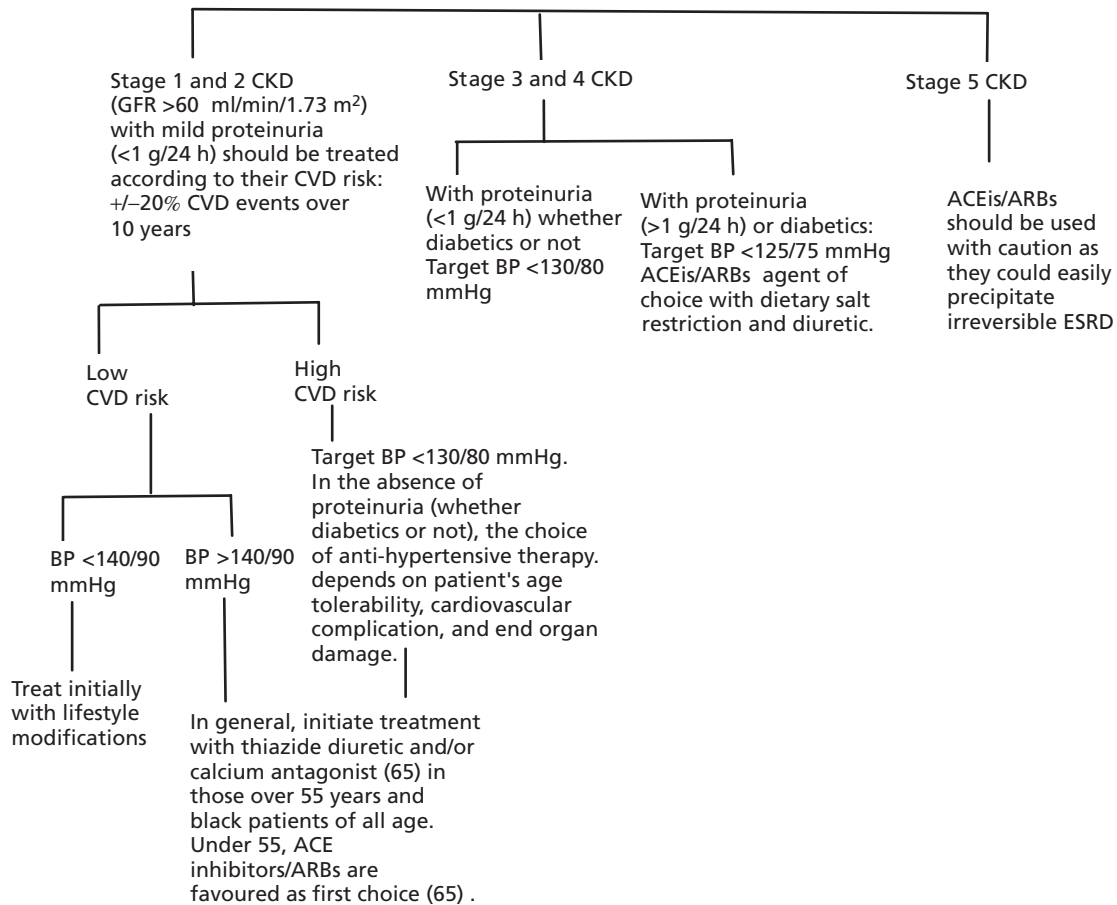 Stage 1 and 2 CKD
(GFR >60 ml/min/1.73 m²)
with mild proteinuria
(<1 g/24 h) should be treated
according to their CVD risk:
+/–20% CVD events over
10 years
Stage 3 and 4 CKD
Stage 5 CKD
With proteinuria
(<1 g/24 h) whether
diabetics or not
Target BP <130/80
mmHg
With proteinuria
(>1 g/24 h) or diabetics:
Target BP <125/75 mmHg
ACEis/ARBs agent of
choice with dietary salt
restriction and diuretic.
ACEis/ARBs
should be used
with caution as
they could easily
precipitate
irreversible ESRD
Low
CVD risk
High
CVD risk
BP <140/90
mmHg
BP >140/90
mmHg
Target BP <130/80 mmHg.
In the absence of
proteinuria (whether
diabetics or not), the choice
of anti-hypertensive therapy.
depends on patient's age
tolerability, cardiovascular
complication, and end organ
damage.
Treat initially
with lifestyle
modifications
In general, initiate treatment
with thiazide diuretic and/or
calcium antagonist (65) in
those over 55 years and
black patients of all age.
Under 55, ACE
inhibitors/ARBs are
favoured as first choice (65) .